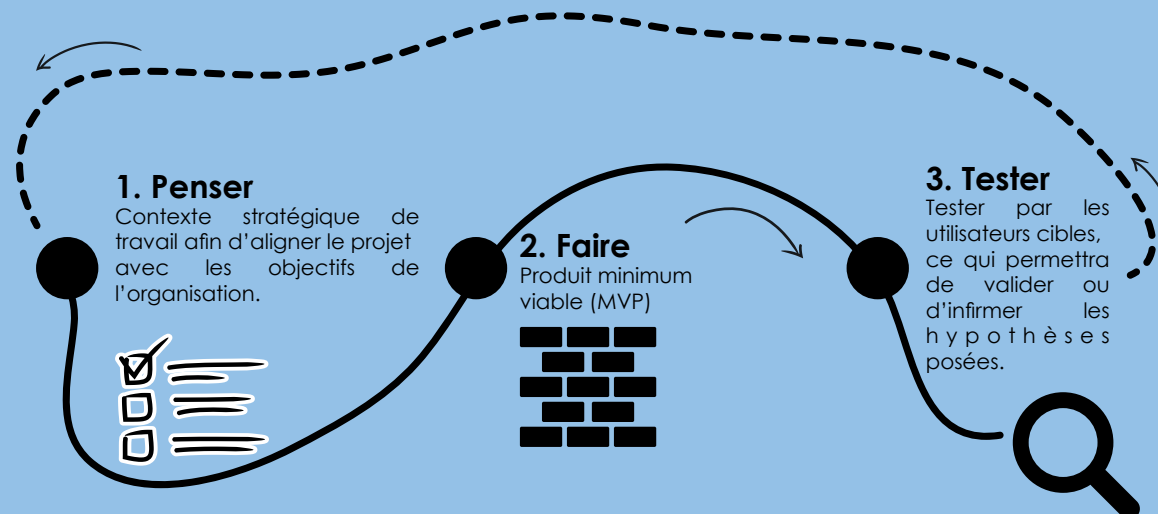 1. Penser
Contexte stratégique de
travail afin d’aligner le projet
avec les objectifs de
l’organisation.
2. Faire
Produit minimum
viable (MVP)
3. Tester
Tester par les
utilisateurs cibles,
ce qui permettra
de valider ou
d’infirmer les
hypothèses
posées.